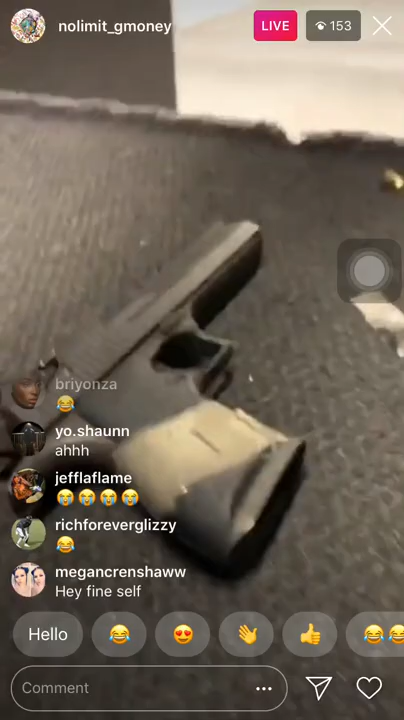 nolimit_gmoney
LIVE
153
briyonza
😂
yo.shaunn
ahhh
jefflaflame
😭😭😭😭
richforeverglizzy
😂
megancrenshaww
Hey fine self
Hello 😂 😍 👋 👍 😂😂
Comment